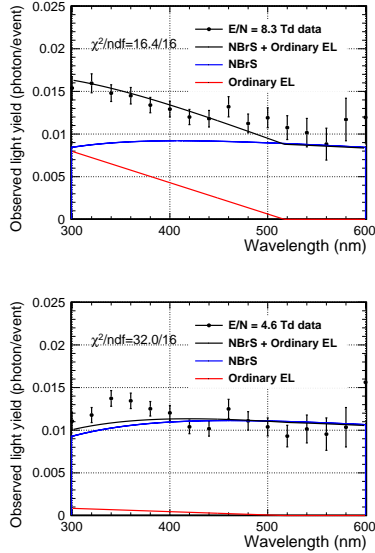 Observed light yield (photon/event)
0.025
0.02
0.015
0.01
0.005
0
χ²/ndf=16.4/16
E/N = 8.3 Td data
NBrS + Ordinary EL
NBrS
Ordinary EL
300 400 500 600
Wavelength (nm)
Observed light yield (photon/event)
0.025
0.02
0.015
0.01
0.005
0
χ²/ndf=32.0/16
E/N = 4.6 Td data
NBrS + Ordinary EL
NBrS
Ordinary EL
300 400 500 600
Wavelength (nm)